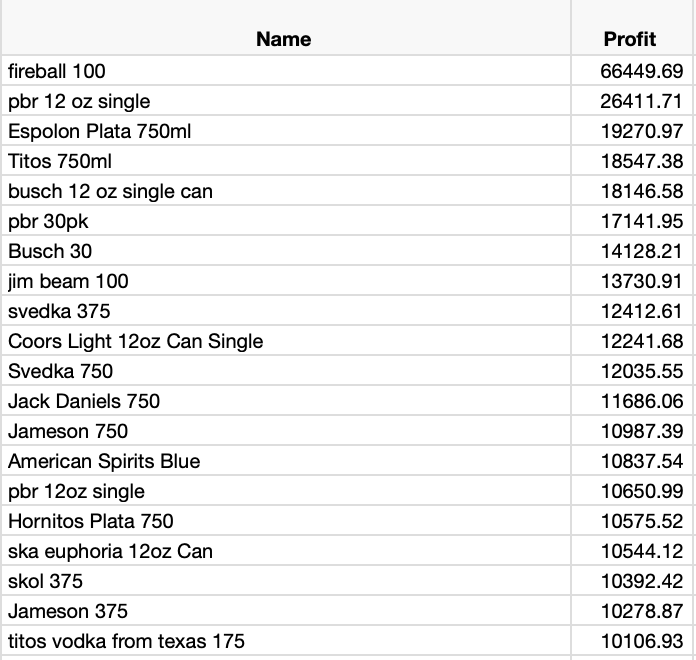 Name Profit
fireball 100 66449.69
pbr 12 oz single 26411.71
Espolon Plata 750ml 19270.97
Titos 750ml 18547.38
busch 12 oz single can 18146.58
pbr 30pk 17141.95
Busch 30 14128.21
jim beam 100 13730.91
svedka 375 12412.61
Coors Light 12oz Can Single 12241.68
Svedka 750 12035.55
Jack Daniels 750 11686.06
Jameson 750 10987.39
American Spirits Blue 10837.54
pbr 12oz single 10650.99
Hornitos Plata 750 10575.52
ska euphoria 12oz Can 10544.12
skol 375 10392.42
Jameson 375 10278.87
titos vodka from texas 175 10106.93